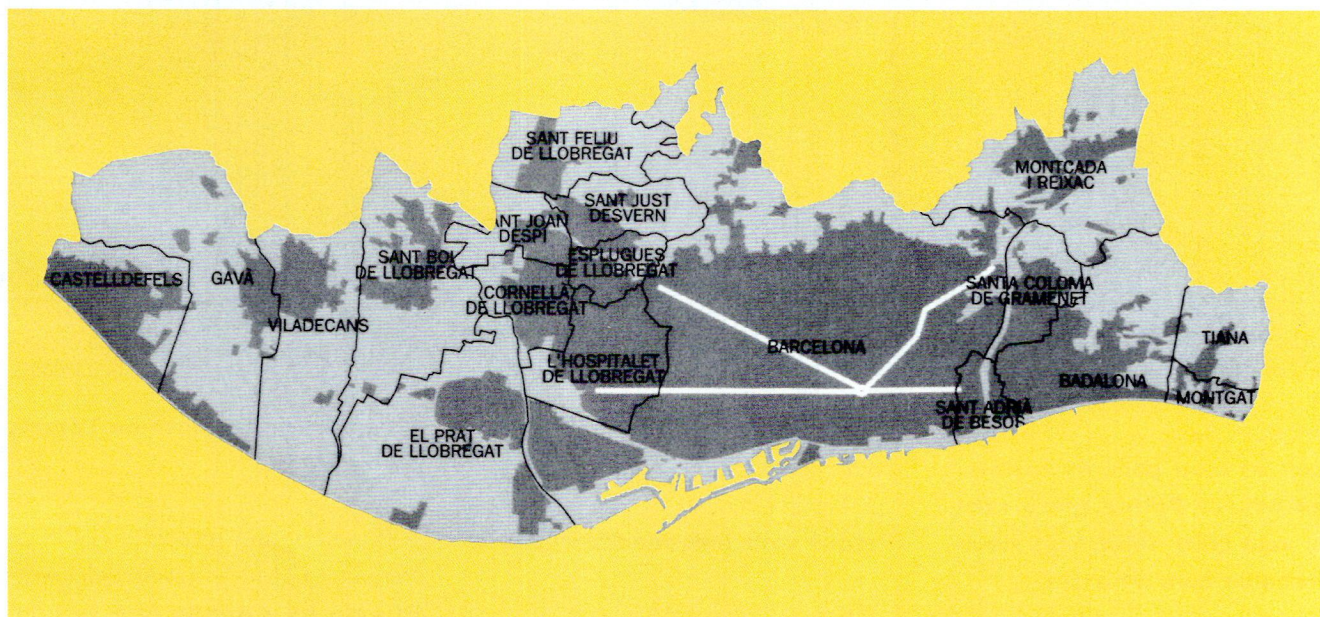 SANT FELIU
DE LLOBREGAT
MONTCADA
I REIXAC
SANT JUST
DESVERN
ANT JOAN
DESPÍ
SANT BOI
DE LLOBREGAT
ESPLUGUES
DE LLOBREGAT
CASTELLDEFELS
GAVÀ
SANTA COLOMA
DE GRAMENET
CORNELLÀ
DE LLOBREGAT
VILADECANS
TIANA
BARCELONA
L'HOSPITALET
DE LLOBREGAT
BADALONA
MONTGAT
SANT ADRIÀ
DE BESÒS
EL PRAT
DE LLOBREGAT